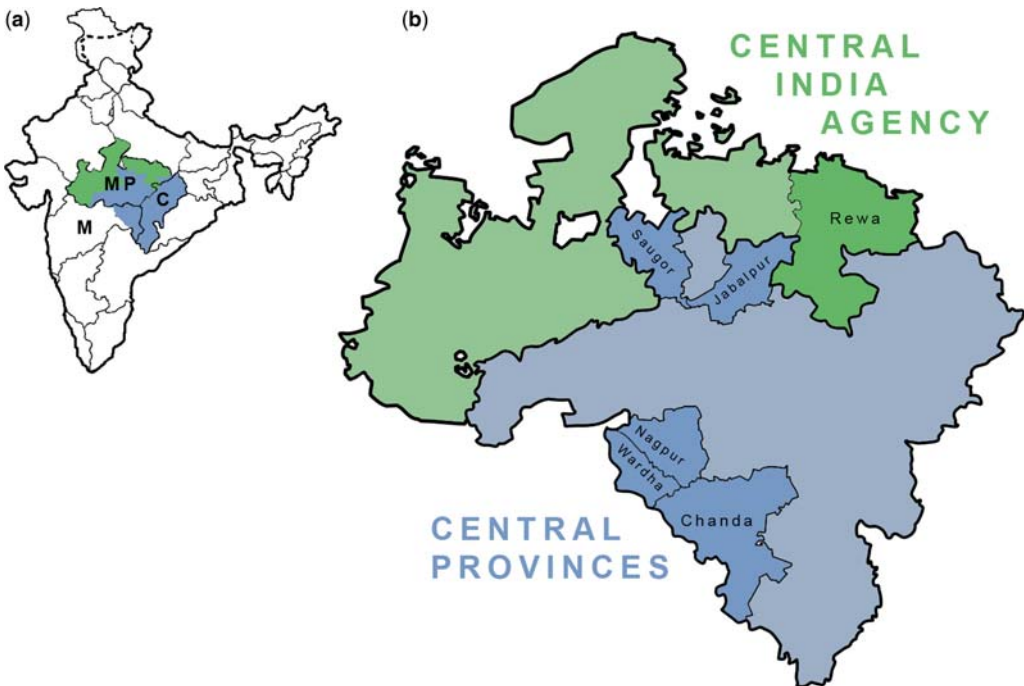 (a)
M P
C
M
(b)
CENTRAL
INDIA
AGENCY
Rewa
Saugor
Jabalpur
Nagpur
Wardha
Chanda
CENTRAL
PROVINCES